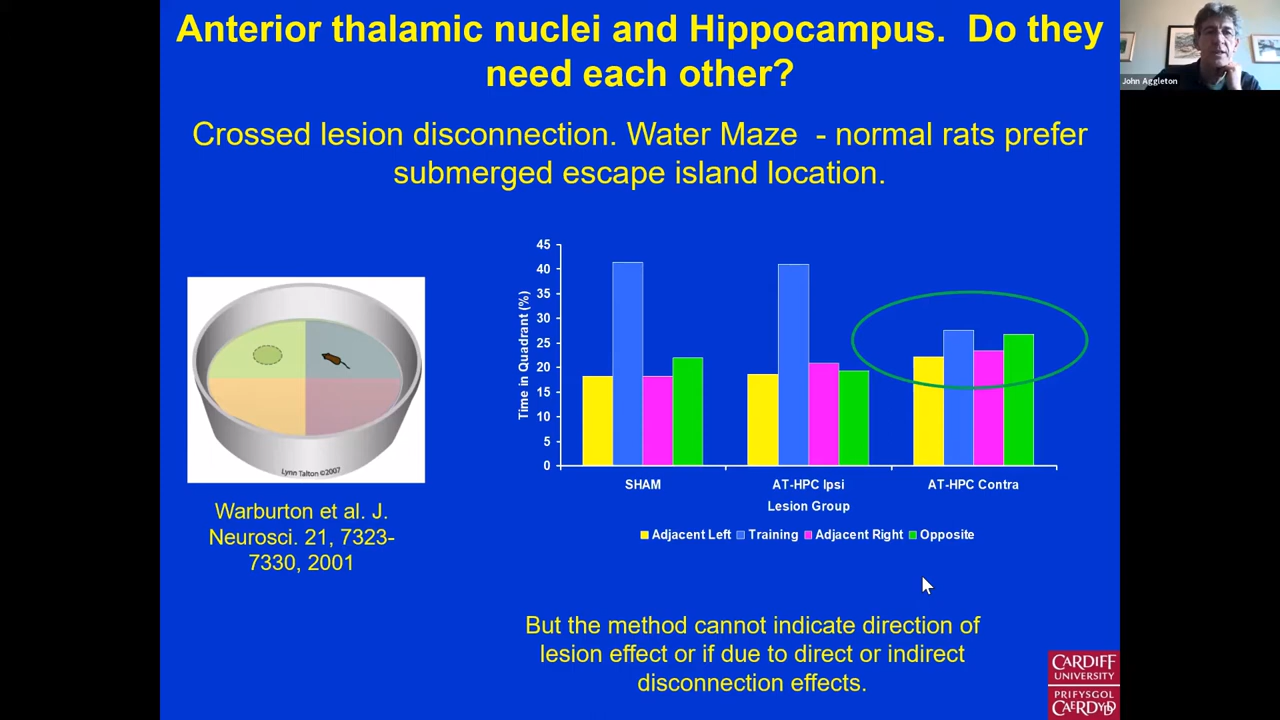 Anterior thalamic nuclei and Hippocampus.  Do they
need each other?
John Aggleton
Crossed lesion disconnection. Water Maze  - normal rats prefer
submerged escape island location.
Lynn Talton ©2007
Warburton et al. J.
Neurosci. 21, 7323-
7330, 2001
Time in Quadrant (%)
45
40
35
30
25
20
15
10
5
0
SHAM AT-HPC Ipsi AT-HPC Contra
Lesion Group
Adjacent Left Training Adjacent Right Opposite
But the method cannot indicate direction of
lesion effect or if due to direct or indirect
disconnection effects.
CARDIFF
UNIVERSITY
PRIFYSGOL
CAERDYDD